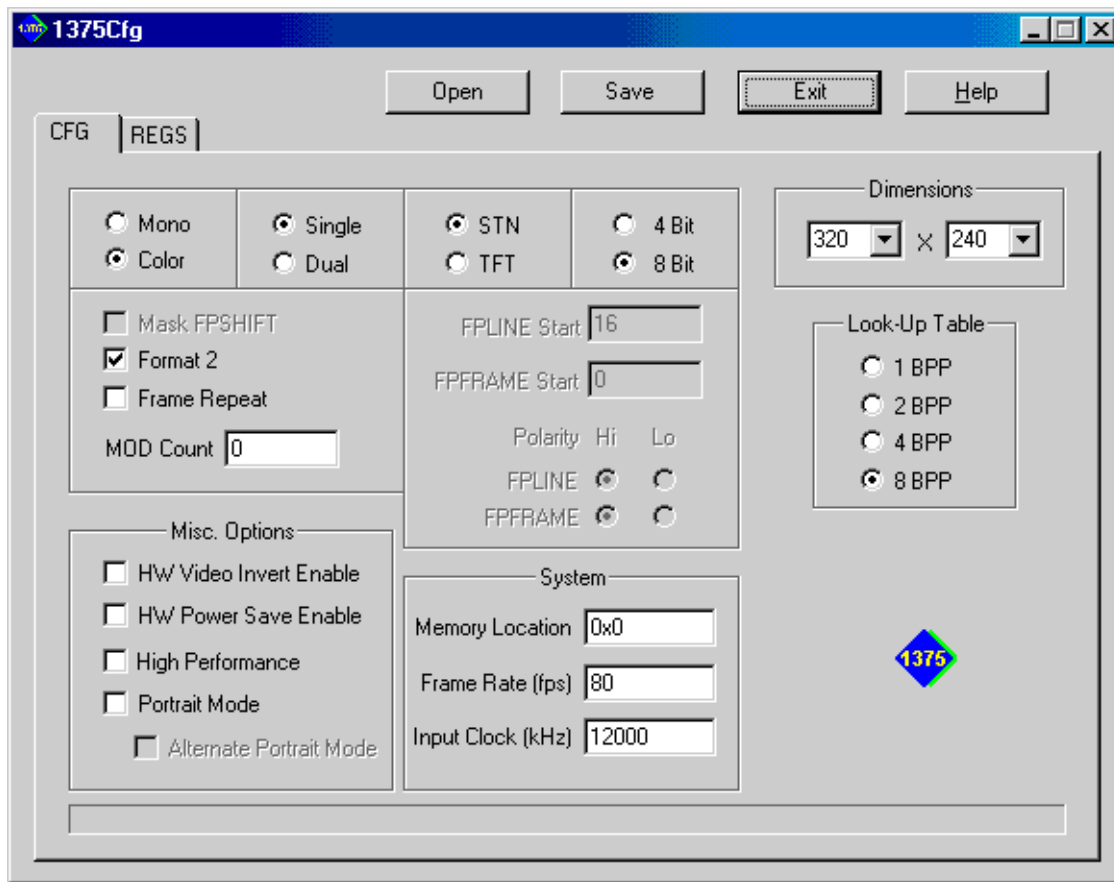 1375Cfg
Open Save Exit Help
CFG REGS
Mono Single STN 4 Bit
Color Dual TFT 8 Bit
Dimensions
320 X 240
Mask FPSHIFT
Format 2
Frame Repeat
MOD Count 0
FPLINE Start 16
FPFRAME Start 0
Polarity Hi Lo
FPLINE
FPFRAME
Look-Up Table
1 BPP
2 BPP
4 BPP
8 BPP
Misc. Options
HW Video Invert Enable
HW Power Save Enable
High Performance
Portrait Mode
Alternate Portrait Mode
System
Memory Location 0x0
Frame Rate (fps) 80
Input Clock (kHz) 12000
1375